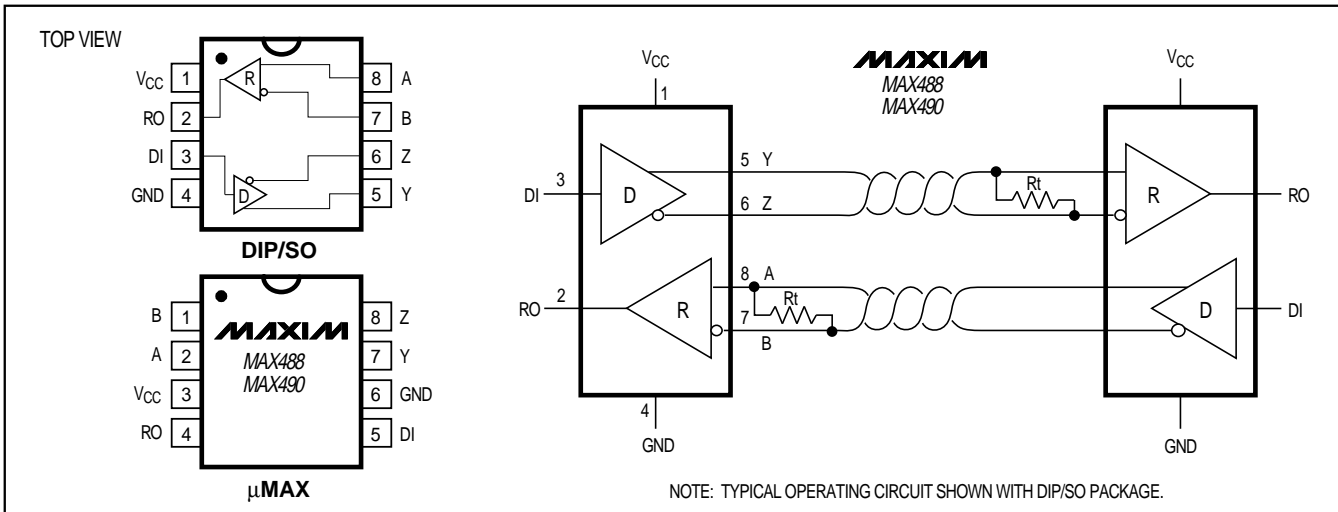 TOP VIEW
VCC 1
RO 2
DI 3
GND 4
R
D
8 A
7 B
6 Z
5 Y
DIP/SO
B 1
A 2
VCC 3
RO 4
MAXIM
MAX488
MAX490
8 Z
7 Y
6 GND
5 DI
μMAX
VCC
1
MAXIM
MAX488
MAX490
VCC
DI 3
D
5 Y
6 Z
Rt
R
RO
RO 2
R
8 A
7
B
Rt
D
DI
4
GND
GND
NOTE: TYPICAL OPERATING CIRCUIT SHOWN WITH DIP/SO PACKAGE.